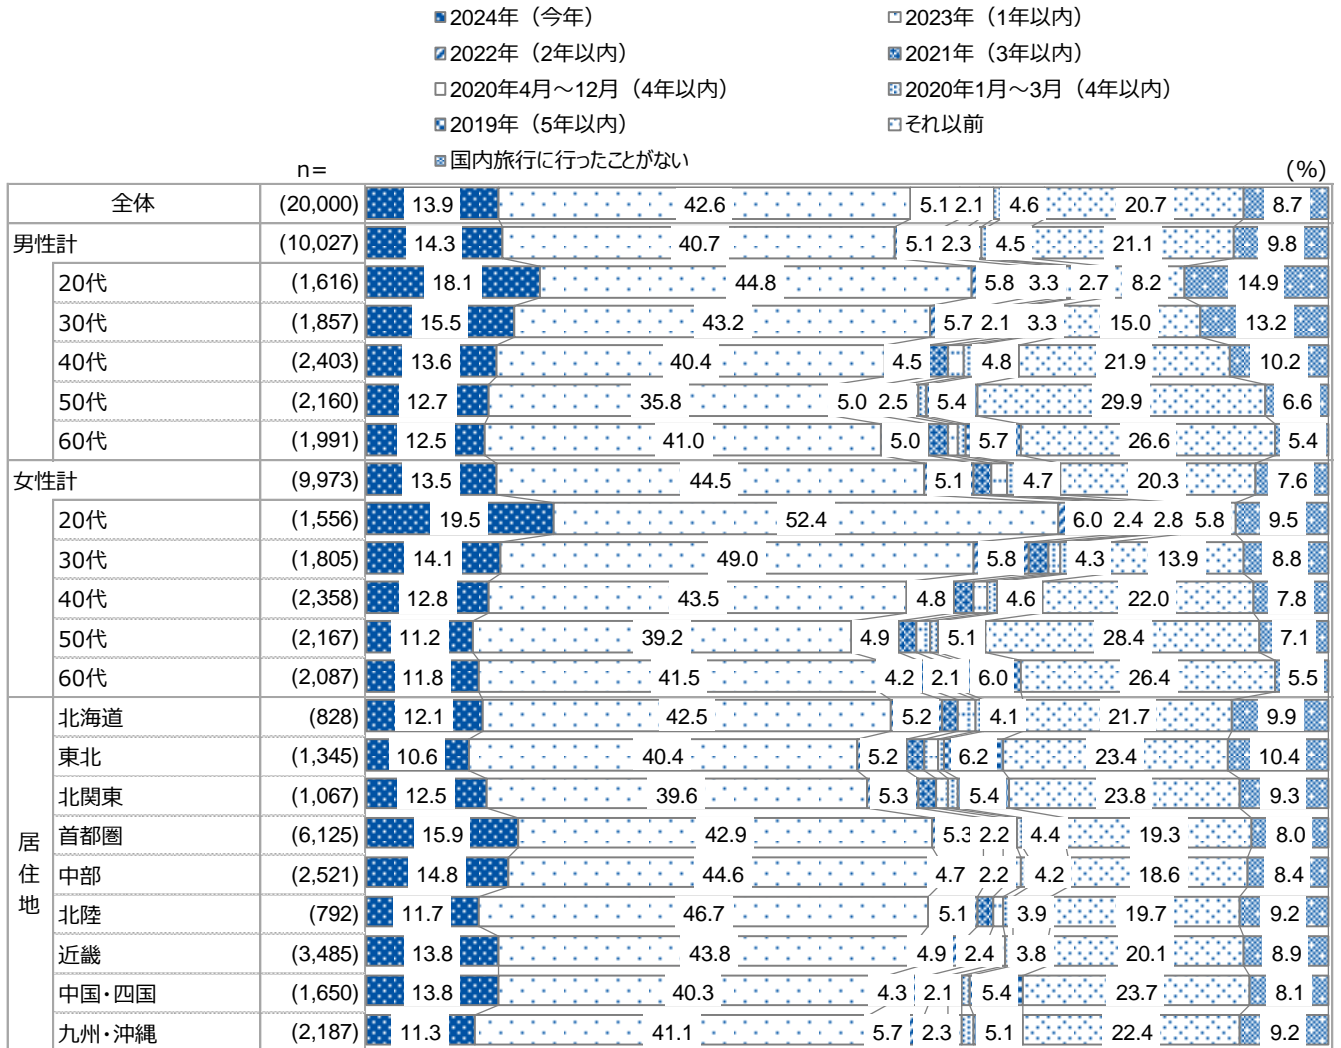 2024年（今年） 2023年（1年以内）
2022年（2年以内） 2021年（3年以内）
2020年4月～12月（4年以内） 2020年1月～3月（4年以内）
2019年（5年以内） それ以前
国内旅行に行ったことがない
n= (%)
全体 (20,000) 13.9 42.6 5.1 2.1 4.6 20.7 8.7
男性計 (10,027) 14.3 40.7 5.1 2.3 4.5 21.1 9.8
20代 (1,616) 18.1 44.8 5.8 3.3 2.7 8.2 14.9
30代 (1,857) 15.5 43.2 5.7 2.1 3.3 15.0 13.2
40代 (2,403) 13.6 40.4 4.5 4.8 21.9 10.2
50代 (2,160) 12.7 35.8 5.0 2.5 5.4 29.9 6.6
60代 (1,991) 12.5 41.0 5.0 5.7 26.6 5.4
女性計 (9,973) 13.5 44.5 5.1 4.7 20.3 7.6
20代 (1,556) 19.5 52.4 6.0 2.4 2.8 5.8 9.5
30代 (1,805) 14.1 49.0 5.8 4.3 13.9 8.8
40代 (2,358) 12.8 43.5 4.8 4.6 22.0 7.8
50代 (2,167) 11.2 39.2 4.9 5.1 28.4 7.1
60代 (2,087) 11.8 41.5 4.2 2.1 6.0 26.4 5.5
居住地
北海道 (828) 12.1 42.5 5.2 4.1 21.7 9.9
東北 (1,345) 10.6 40.4 5.2 6.2 23.4 10.4
北関東 (1,067) 12.5 39.6 5.3 5.4 23.8 9.3
首都圏 (6,125) 15.9 42.9 5.3 2.2 4.4 19.3 8.0
中部 (2,521) 14.8 44.6 4.7 2.2 4.2 18.6 8.4
北陸 (792) 11.7 46.7 5.1 3.9 19.7 9.2
近畿 (3,485) 13.8 43.8 4.9 2.4 3.8 20.1 8.9
中国・四国 (1,650) 13.8 40.3 4.3 2.1 5.4 23.7 8.1
九州・沖縄 (2,187) 11.3 41.1 5.7 2.3 5.1 22.4 9.2